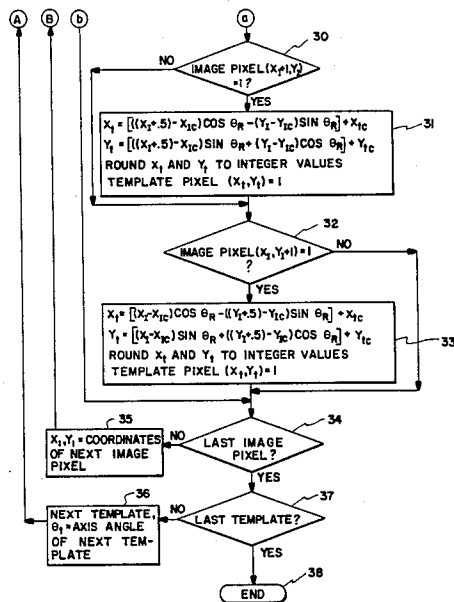 A
B
b
a
30
IMAGE PIXEL (X₁+1,Y₂)
=1 ?
NO
YES
31
Xt = [((XI+.5)-XIC) COS θR -(YI-YIC) SIN θR] + Xtc
Yt = [((XI+.5)-XIC) SIN θR + (YI-YIC) COS θR] + Ytc
ROUND Xt AND Yt TO INTEGER VALUES
TEMPLATE PIXEL (Xt,Yt) = 1
32
IMAGE PIXEL (XI,YI+1) = 1
?
NO
YES
Xt = [(XI-XIC) COS θR -((YI+.5)-YIC) SIN θR] + Xtc
Yt = [(XI-XIC) SIN θR + ((YI+.5)-YIC) COS θR] + Ytc
ROUND Xt AND Yt TO INTEGER VALUES
TEMPLATE PIXEL (Xt,Yt) = 1
33
34
35
LAST IMAGE
PIXEL?
NO
XI,YI = COORDINATES
OF NEXT IMAGE
PIXEL
YES
36
37
NEXT TEMPLATE,
θt = AXIS ANGLE
OF NEXT TEM-
PLATE
NO
LAST TEMPLATE?
YES
38
END